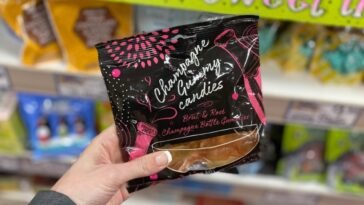 Champagne
Gummy
candies
Brut & Rosé
Champagne Bottle Gummies